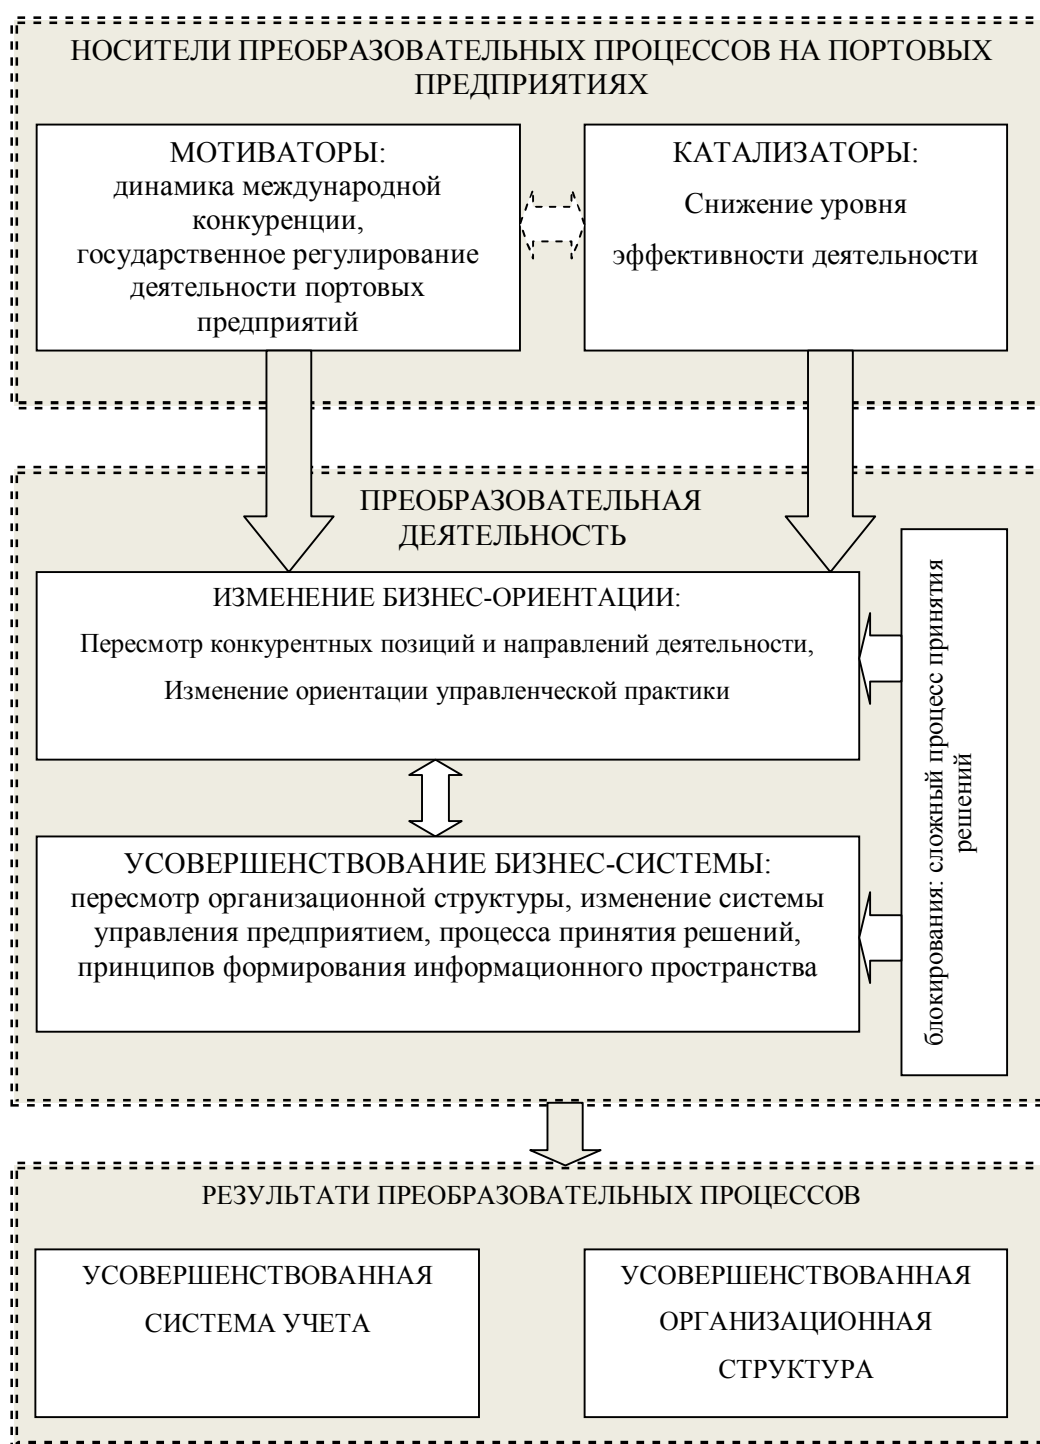 НОСИТЕЛИ ПРЕОБРАЗОВАТЕЛЬНЫХ ПРОЦЕССОВ НА ПОРТОВЫХ
ПРЕДПРИЯТИЯХ
МОТИВАТОРЫ:
динамика международной
конкуренции,
государственное регулирование
деятельности портовых
предприятий
КАТАЛИЗАТОРЫ:
Снижение уровня
эффективности деятельности
ПРЕОБРАЗОВАТЕЛЬНАЯ
ДЕЯТЕЛЬНОСТЬ
ИЗМЕНЕНИЕ БИЗНЕС-ОРИЕНТАЦИИ:
Пересмотр конкурентных позиций и направлений деятельности,
Изменение ориентации управленческой практики
УСОВЕРШЕНСТВОВАНИЕ БИЗНЕС-СИСТЕМЫ:
пересмотр организационной структуры, изменение системы
управления предприятием, процесса принятия решений,
принципов формирования информационного пространства
блокирования: сложный процесс принятия
решений
РЕЗУЛЬТАТИ ПРЕОБРАЗОВАТЕЛЬНЫХ ПРОЦЕССОВ
УСОВЕРШЕНСТВОВАННАЯ
СИСТЕМА УЧЕТА
УСОВЕРШЕНСТВОВАННАЯ
ОРГАНИЗАЦИОННАЯ
СТРУКТУРА